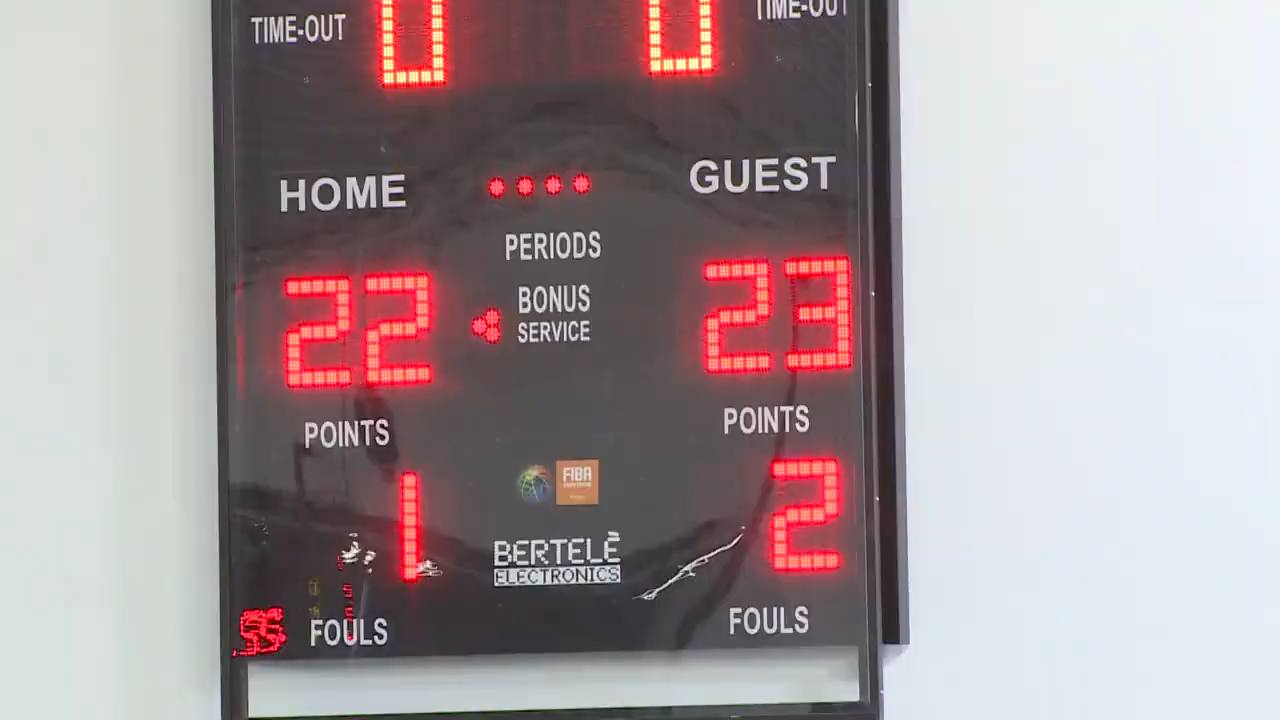 TIME-OUT 0 0 TIME-OUT
HOME GUEST
PERIODS
22 BONUS 23
SERVICE
POINTS POINTS
FIBA
1 2
BERTELÈ
ELECTRONICS
FOULS FOULS